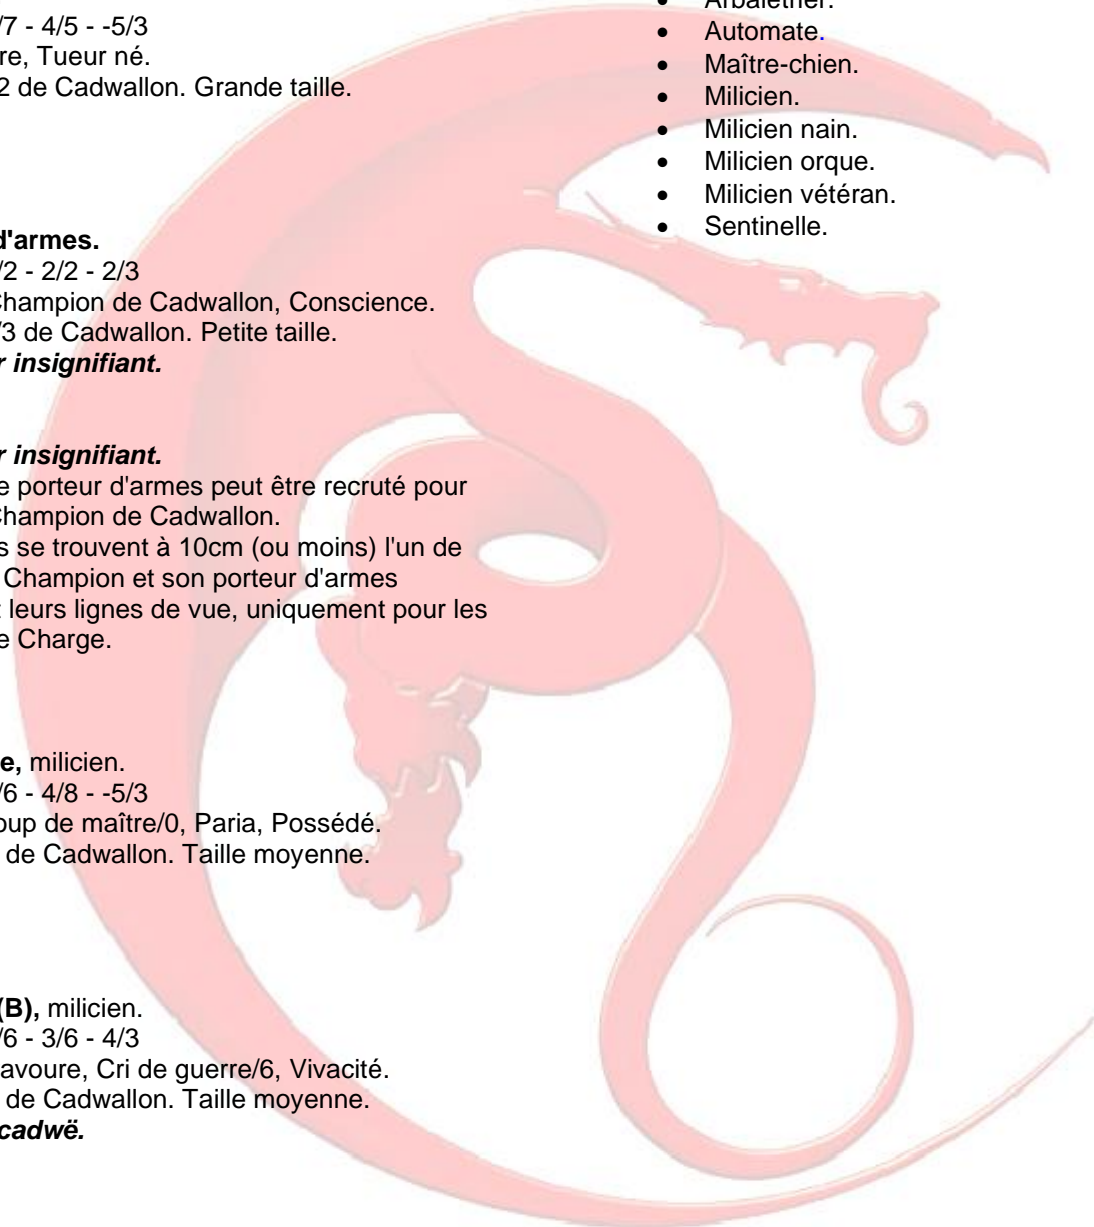 /7 - 4/5 - -5/3
re, Tueur né.
2 de Cadwallon. Grande taille.
d'armes.
/2 - 2/2 - 2/3
Champion de Cadwallon, Conscience.
/3 de Cadwallon. Petite taille.
r insignifiant.
r insignifiant.
e porteur d'armes peut être recruté pour
Champion de Cadwallon.
s se trouvent à 10cm (ou moins) l'un de
Champion et son porteur d'armes
t leurs lignes de vue, uniquement pour les
e Charge.
e, milicien.
/6 - 4/8 - -5/3
oup de maître/0, Paria, Possédé.
de Cadwallon. Taille moyenne.
(B), milicien.
/6 - 3/6 - 4/3
avoure, Cri de guerre/6, Vivacité.
de Cadwallon. Taille moyenne.
cadwë.
• Arbalétrier.
• Automate.
• Maître-chien.
• Milicien.
• Milicien nain.
• Milicien orque.
• Milicien vétéran.
• Sentinelle.